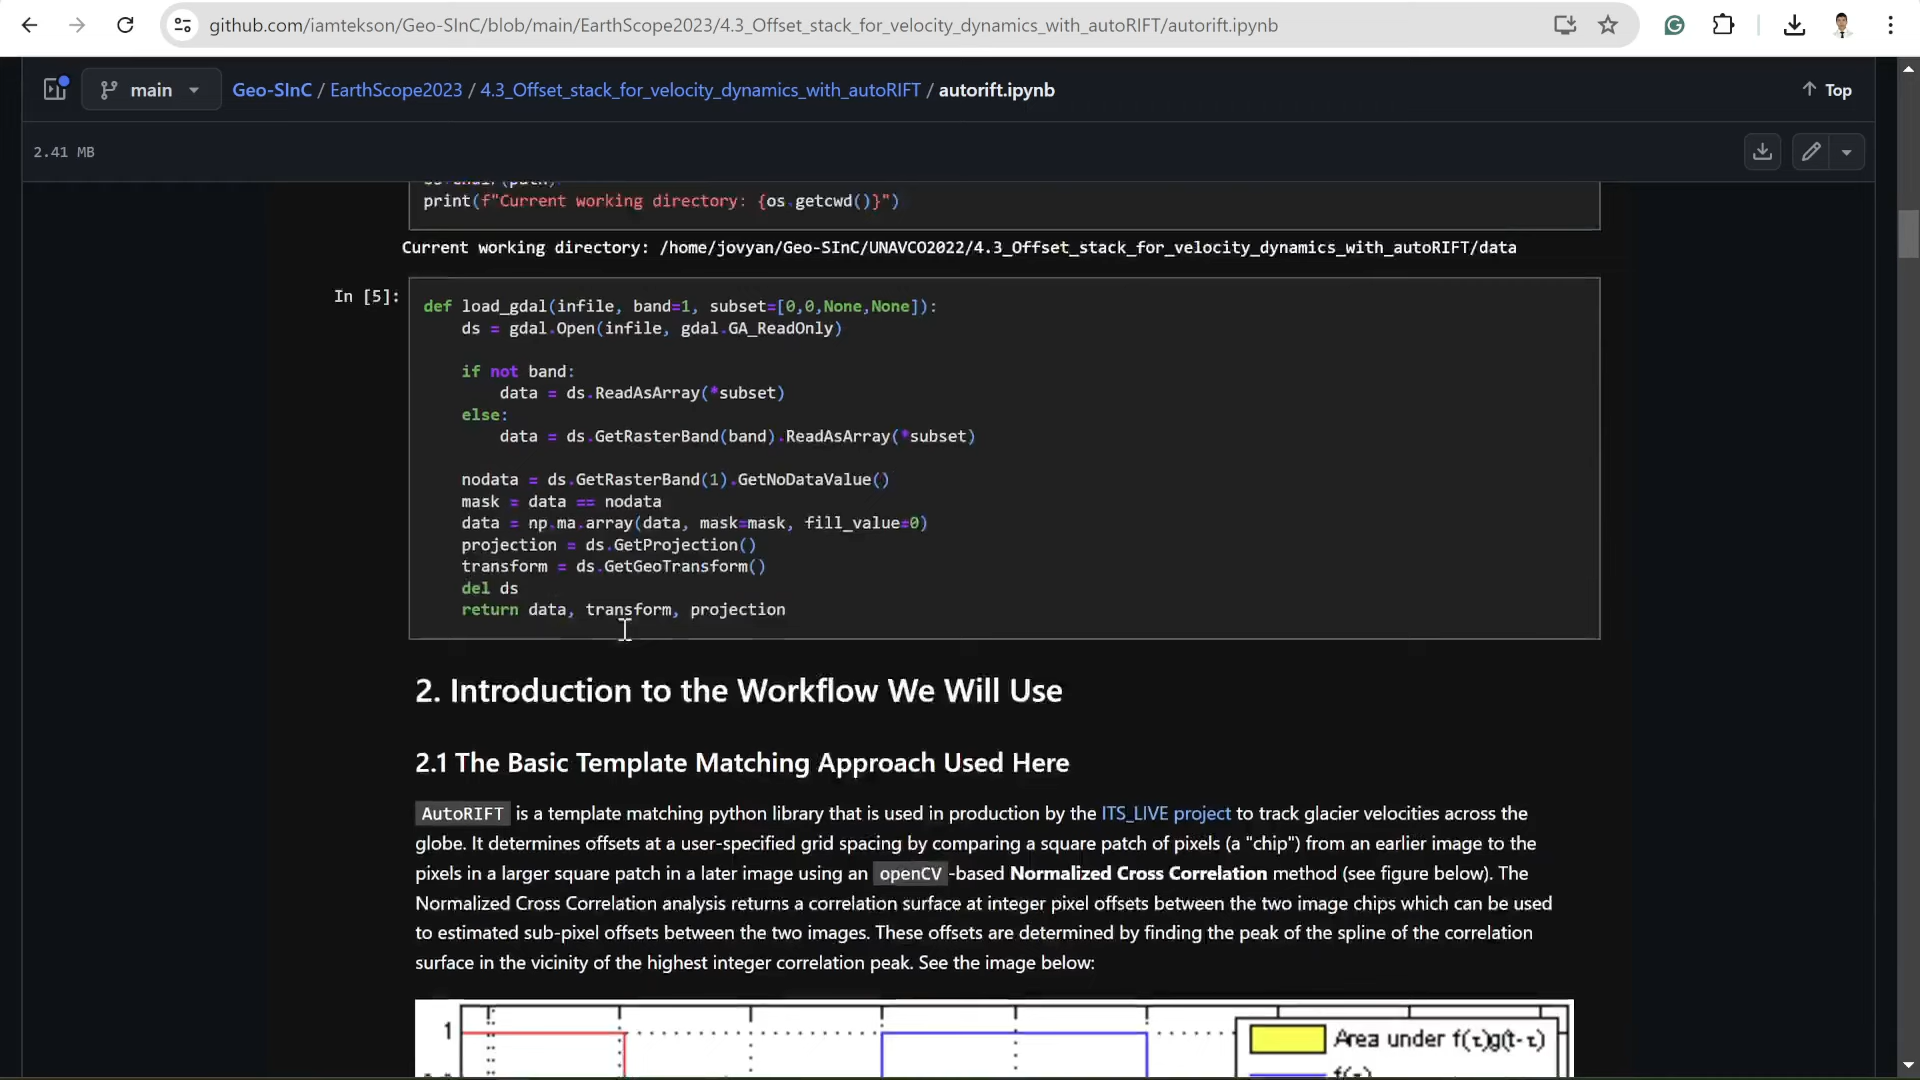 github.com/iamtekson/Geo-SInC/blob/main/EarthScope2023/4.3_Offset_stack_for_velocity_dynamics_with_autoRIFT/autorift.ipynb
main
Geo-SInC / EarthScope2023 / 4.3_Offset_stack_for_velocity_dynamics_with_autoRIFT / autorift.ipynb
Top
2.41 MB
os.chdir(path)
print(f"Current working directory: {os.getcwd()}")
Current working directory: /home/jovyan/Geo-SInC/UNAVCO2022/4.3_Offset_stack_for_velocity_dynamics_with_autoRIFT/data
In [5]:
def load_gdal(infile, band=1, subset=[0,0,None,None]):
ds = gdal.Open(infile, gdal.GA_ReadOnly)
if not band:
data = ds.ReadAsArray(*subset)
else:
data = ds.GetRasterBand(band).ReadAsArray(*subset)
nodata = ds.GetRasterBand(1).GetNoDataValue()
mask = data == nodata
data = np.ma.array(data, mask=mask, fill_value=0)
projection = ds.GetProjection()
transform = ds.GetGeoTransform()
del ds
return data, transform, projection
2. Introduction to the Workflow We Will Use
2.1 The Basic Template Matching Approach Used Here
AutoRIFT is a template matching python library that is used in production by the ITS_LIVE project to track glacier velocities across the
globe. It determines offsets at a user-specified grid spacing by comparing a square patch of pixels (a "chip") from an earlier image to the
pixels in a larger square patch in a later image using an openCV -based Normalized Cross Correlation method (see figure below). The
Normalized Cross Correlation analysis returns a correlation surface at integer pixel offsets between the two image chips which can be used
to estimated sub-pixel offsets between the two images. These offsets are determined by finding the peak of the spline of the correlation
surface in the vicinity of the highest integer correlation peak. See the image below:
1
Area under f(τ)g(t-τ)
f(τ)